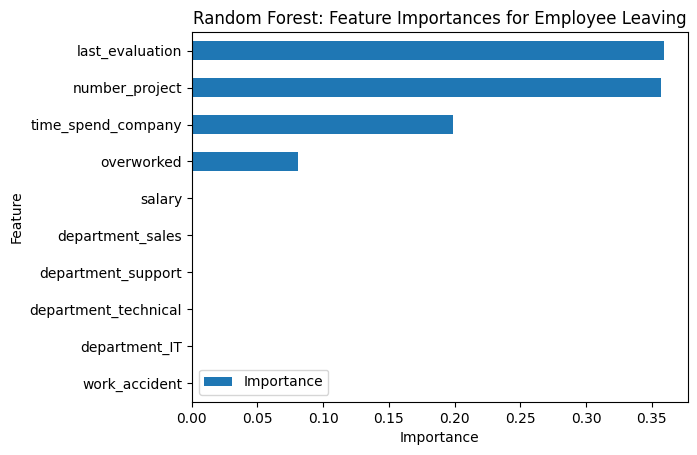 Random Forest: Feature Importances for Employee Leaving
last_evaluation
number_project
time_spend_company
overworked
salary
department_sales
department_support
department_technical
department_IT
work_accident
Feature
Importance
0.00 0.05 0.10 0.15 0.20 0.25 0.30 0.35
Importance